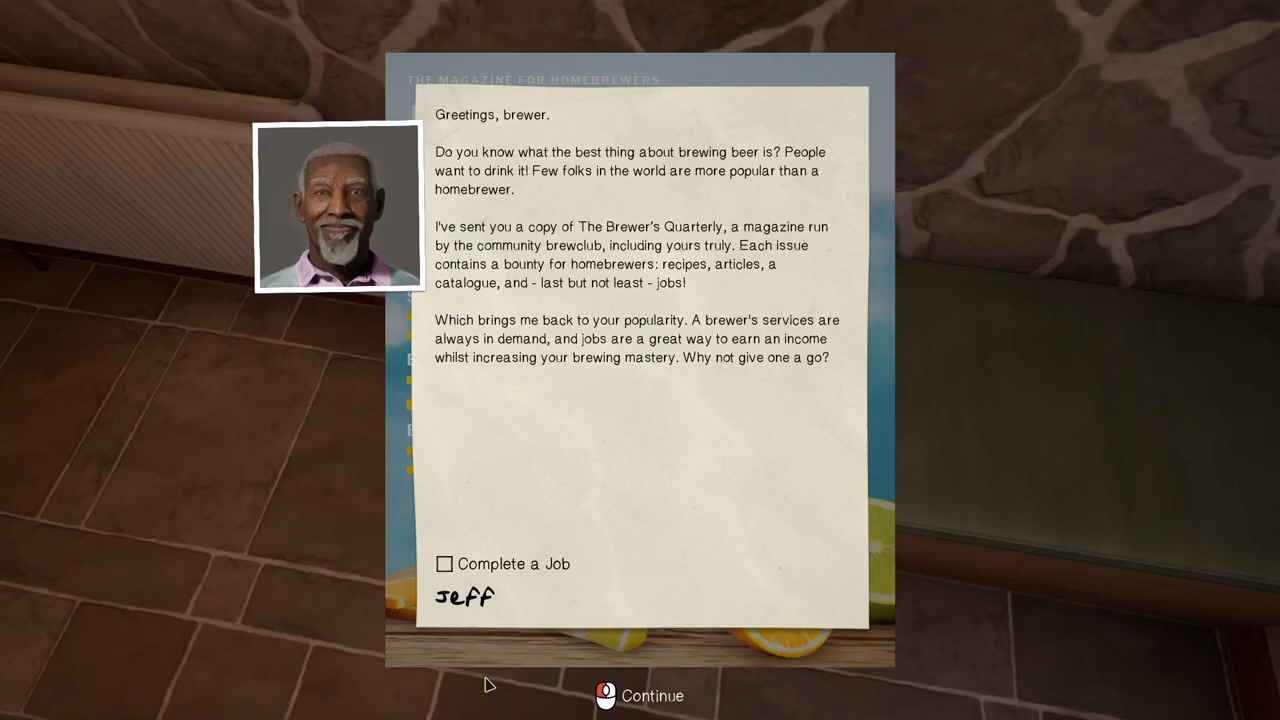 THE MAGAZINE FOR HOMEBREWERS
Greetings, brewer.
Do you know what the best thing about brewing beer is? People
want to drink it! Few folks in the world are more popular than a
homebrewer.
I've sent you a copy of The Brewer's Quarterly, a magazine run
by the community brewclub, including yours truly. Each issue
contains a bounty for homebrewers: recipes, articles, a
catalogue, and - last but not least - jobs!
Which brings me back to your popularity. A brewer's services are
always in demand, and jobs are a great way to earn an income
whilst increasing your brewing mastery. Why not give one a go?
Complete a Job
Jeff
Continue